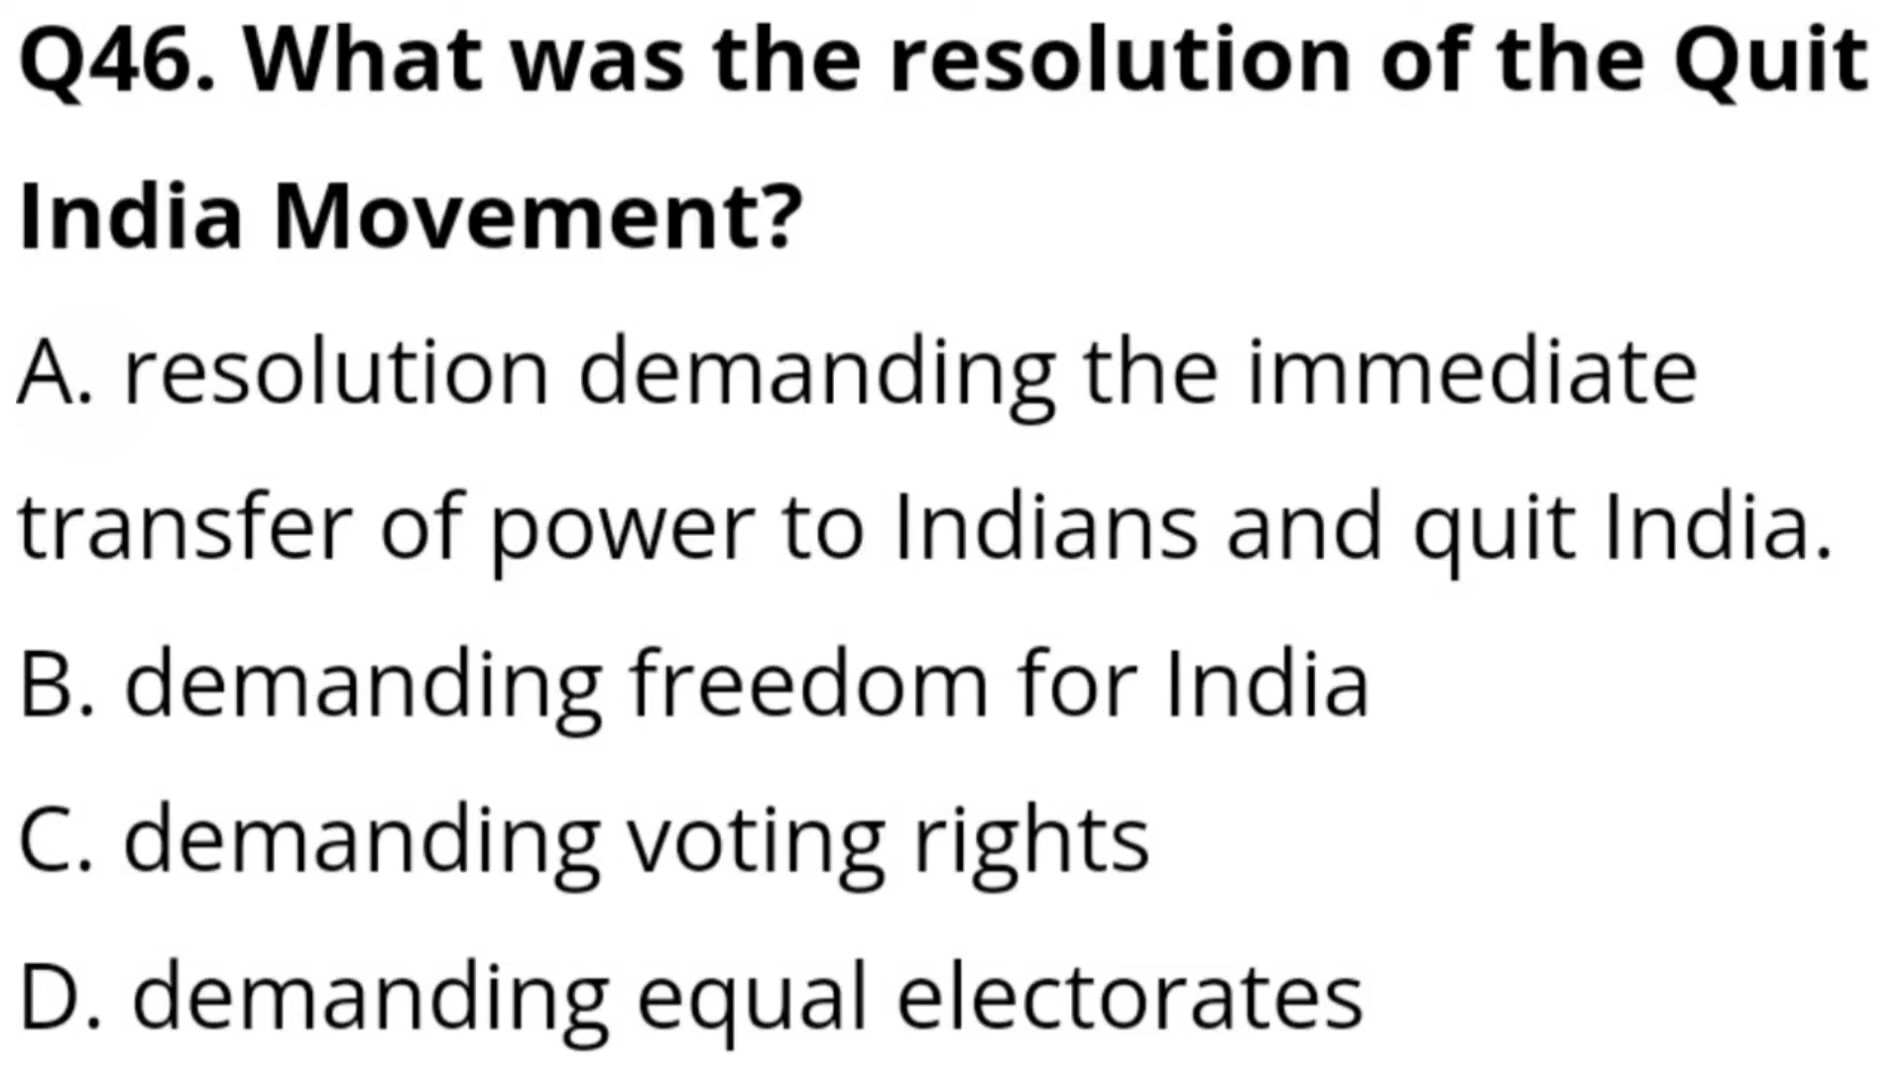 Q46. What was the resolution of the Quit
India Movement?
A. resolution demanding the immediate
transfer of power to Indians and quit India.
B. demanding freedom for India
C. demanding voting rights
D. demanding equal electorates